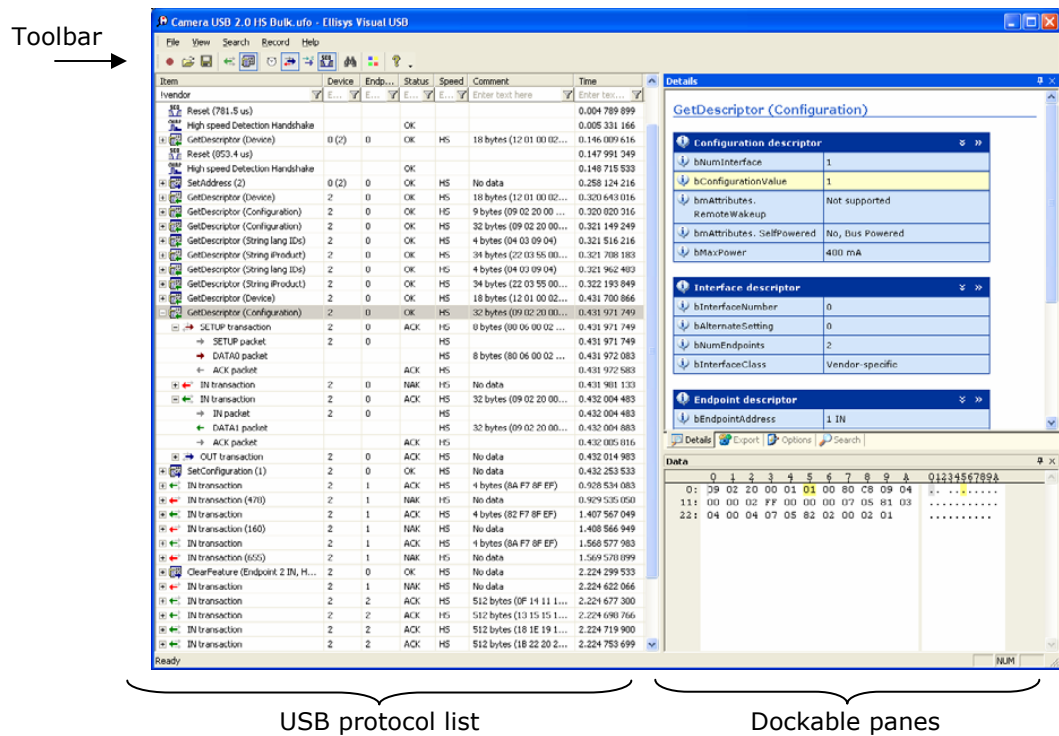 Toolbar
Camera USB 2.0 HS Bulk.ufo - Ellisys Visual USB
File View Search Record Help
Item Device Endp... Status Speed Comment Time
!vendor E... E... E... E... Enter text here Enter tex...
Reset (781.5 us) 0.004 789 899
High speed Detection Handshake OK 0.005 331 166
GetDescriptor (Device) 0 (2) 0 OK HS 18 bytes (12 01 00 02... 0.146 009 616
Reset (853.4 us) 0.147 991 349
High speed Detection Handshake OK 0.148 715 533
SetAddress (2) 0 (2) 0 OK HS No data 0.258 124 216
GetDescriptor (Device) 2 0 OK HS 18 bytes (12 01 00 02... 0.320 643 016
GetDescriptor (Configuration) 2 0 OK HS 9 bytes (09 02 20 00 ... 0.320 820 316
GetDescriptor (Configuration) 2 0 OK HS 32 bytes (09 02 20 00... 0.321 149 249
GetDescriptor (String lang IDs) 2 0 OK HS 4 bytes (04 03 09 04) 0.321 516 216
GetDescriptor (String iProduct) 2 0 OK HS 34 bytes (22 03 55 00... 0.321 708 183
GetDescriptor (String lang IDs) 2 0 OK HS 4 bytes (04 03 09 04) 0.321 962 483
GetDescriptor (String iProduct) 2 0 OK HS 34 bytes (22 03 55 00... 0.322 193 849
GetDescriptor (Device) 2 0 OK HS 18 bytes (12 01 00 02... 0.431 700 866
GetDescriptor (Configuration) 2 0 OK HS 32 bytes (09 02 20 00... 0.431 971 749
SETUP transaction 2 0 ACK HS 8 bytes (80 06 00 02 ... 0.431 971 749
SETUP packet 2 0 HS 0.431 971 749
DATA0 packet HS 8 bytes (80 06 00 02 ... 0.431 972 083
ACK packet ACK HS 0.431 972 583
IN transaction 2 0 NAK HS No data 0.431 981 133
IN transaction 2 0 ACK HS 32 bytes (09 02 20 00... 0.432 004 483
IN packet 2 0 HS 0.432 004 483
DATA1 packet HS 32 bytes (09 02 20 00... 0.432 004 883
ACK packet ACK HS 0.432 005 816
OUT transaction 2 0 ACK HS No data 0.432 014 983
SetConfiguration (1) 2 0 OK HS No data 0.432 253 533
IN transaction 2 1 ACK HS 4 bytes (8A F7 8F EF) 0.928 534 083
IN transaction (478) 2 1 NAK HS No data 0.929 535 050
IN transaction 2 1 ACK HS 4 bytes (82 F7 8F EF) 1.407 567 049
IN transaction (160) 2 1 NAK HS No data 1.408 566 949
IN transaction 2 1 ACK HS 4 bytes (8A F7 8F EF) 1.568 577 983
IN transaction (655) 2 1 NAK HS No data 1.569 578 899
ClearFeature (Endpoint 2 IN, H... 2 0 OK HS No data 2.224 299 533
IN transaction 2 1 NAK HS No data 2.224 622 066
IN transaction 2 2 ACK HS 512 bytes (0F 14 11 1... 2.224 677 300
IN transaction 2 2 ACK HS 512 bytes (13 15 15 1... 2.224 698 766
IN transaction 2 2 ACK HS 512 bytes (18 1E 19 1... 2.224 719 900
IN transaction 2 2 ACK HS 512 bytes (1B 22 20 2... 2.224 753 699
Ready
Details
GetDescriptor (Configuration)
Configuration descriptor
bNumInterface 1
bConfigurationValue 1
bmAttributes. Not supported
RemoteWakeup
bmAttributes. SelfPowered No, Bus Powered
bMaxPower 400 mA
Interface descriptor
bInterfaceNumber 0
bAlternateSetting 0
bNumEndpoints 2
bInterfaceClass Vendor-specific
Endpoint descriptor
bEndpointAddress 1 IN
Details Export Options Search
Data
0 1 2 3 4 5 6 7 8 9 A 0123456789A
0: 09 02 20 00 01 01 00 80 C8 09 04 .. ........
11: 00 00 02 FF 00 00 00 07 05 81 03 ...........
22: 04 00 04 07 05 82 02 00 02 01 ..........
NUM
USB protocol list
Dockable panes